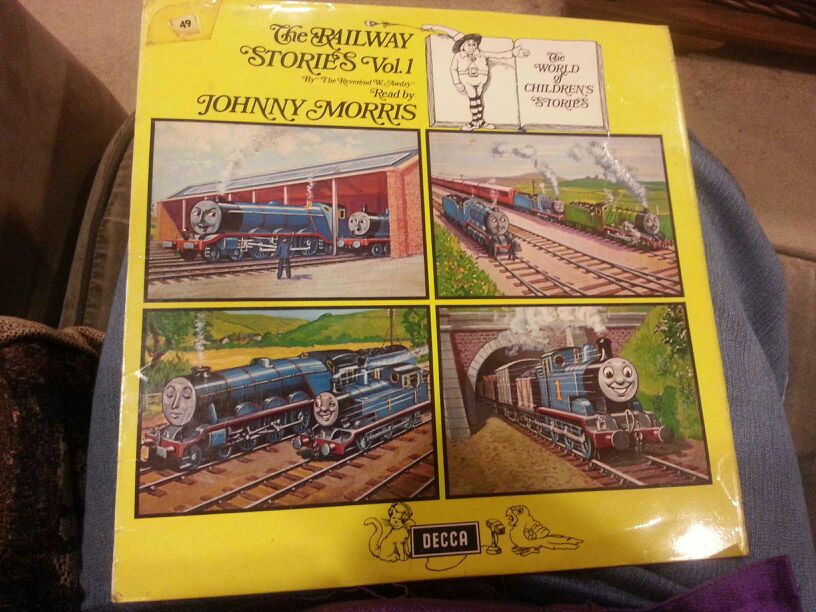 49
The RAILWAY
STORIES Vol.1
By The Reverend W. Awdry
Read by
JOHNNY MORRIS
The
WORLD
of
CHILDREN'S
STORIES
1
DECCA